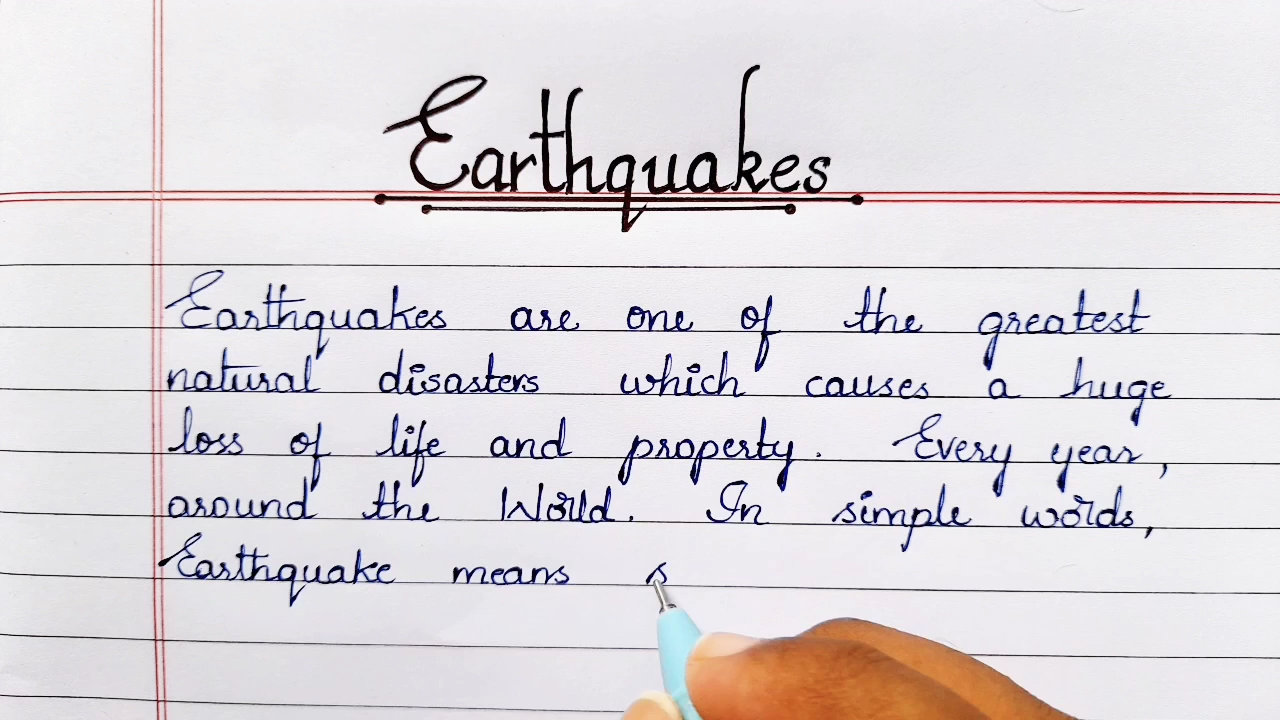 Earthquakes
Earthquakes are one of the greatest
natural disasters which causes a huge
loss of life and property. Every year,
around the World. In simple words,
Earthquake means s